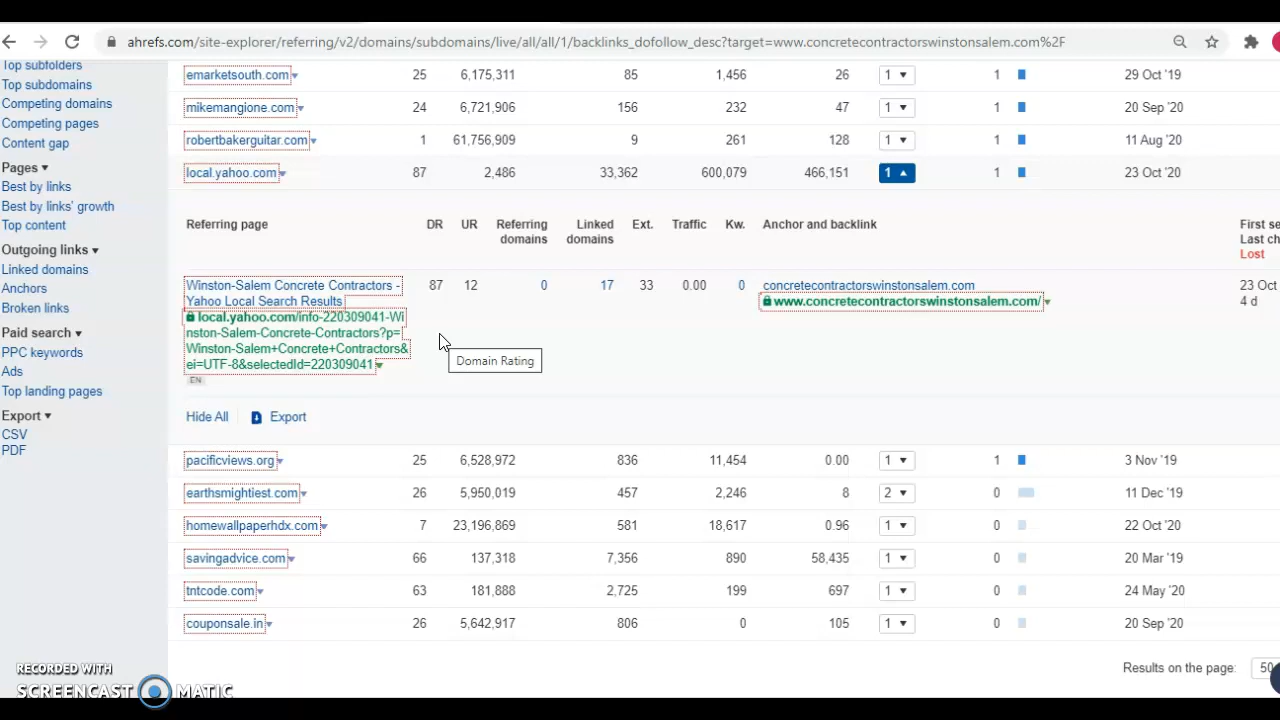 ahrefs.com/site-explorer/referring/v2/domains/subdomains/live/all/all/1/backlinks_dofollow_desc?target=www.concretecontractorswinstonsalem.com%2F
Top subfolders
Top subdomains
Competing domains
Competing pages
Content gap
Pages
Best by links
Best by links' growth
Top content
Outgoing links
Linked domains
Anchors
Broken links
Paid search
PPC keywords
Ads
Top landing pages
Export
CSV
PDF
emarketsouth.com 25 6,175,311 85 1,456 26 1 1 29 Oct '19
mikemangione.com 24 6,721,906 156 232 47 1 1 20 Sep '20
robertbakerguitar.com 1 61,756,909 9 261 128 1 1 11 Aug '20
local.yahoo.com 87 2,486 33,362 600,079 466,151 1 1 23 Oct '20
Referring page DR UR Referring domains Linked domains Ext. Traffic Kw. Anchor and backlink First se
Last ch
Lost
Winston-Salem Concrete Contractors - 87 12 0 17 33 0.00 0 concretecontractorswinstonsalem.com 23 Oct
Yahoo Local Search Results www.concretecontractorswinstonsalem.com/ 4 d
local.yahoo.com/info-220309041-Wi
nston-Salem-Concrete-Contractors?p=
Winston-Salem+Concrete+Contractors&
ei=UTF-8&selectedId=220309041
EN
Domain Rating
Hide All Export
pacificviews.org 25 6,528,972 836 11,454 0.00 1 1 3 Nov '19
earthsmightiest.com 26 5,950,019 457 2,246 8 2 0 11 Dec '19
homewallpaperhdx.com 7 23,196,869 581 18,617 0.96 1 0 22 Oct '20
savingadvice.com 66 137,318 7,356 890 58,435 1 0 20 Mar '19
tntcode.com 63 181,888 2,725 199 697 1 0 24 May '20
couponsale.in 26 5,642,917 806 0 105 1 0 20 Sep '20
Results on the page: 50
RECORDED WITH
SCREENCAST MATIC